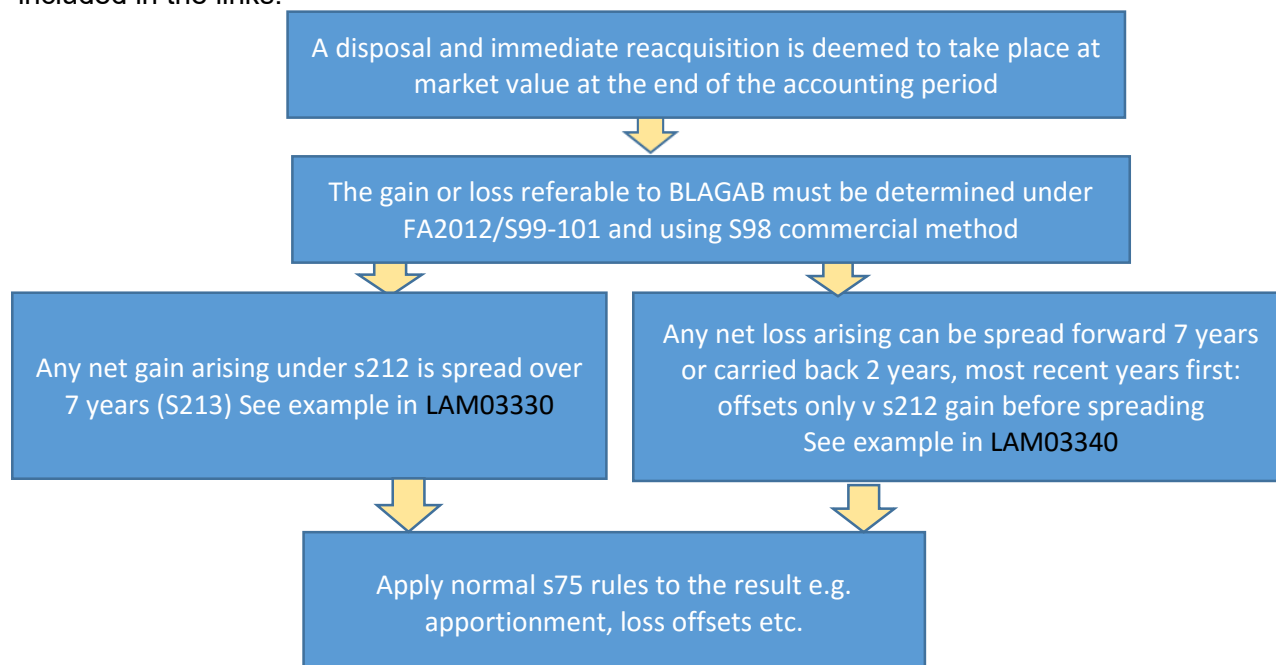 included in the links.
A disposal and immediate reacquisition is deemed to take place at
market value at the end of the accounting period
The gain or loss referable to BLAGAB must be determined under
FA2012/S99-101 and using S98 commercial method
Any net gain arising under s212 is spread over
7 years (S213) See example in LAM03330
Any net loss arising can be spread forward 7 years
or carried back 2 years, most recent years first:
offsets only v s212 gain before spreading
See example in LAM03340
Apply normal s75 rules to the result e.g.
apportionment, loss offsets etc.